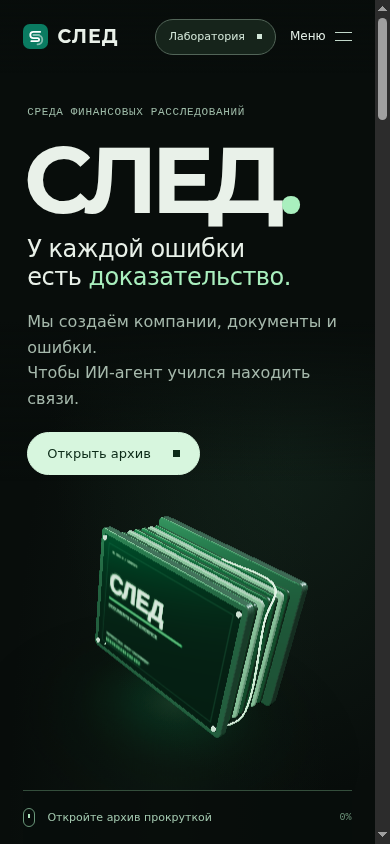 СЛЕД
Лаборатория
Меню
СРЕДА ФИНАНСОВЫХ РАССЛЕДОВАНИЙ
СЛЕД.
У каждой ошибки
есть доказательство.
Мы создаём компании, документы и
ошибки.
Чтобы ИИ-агент учился находить
связи.
Открыть архив
СЛЕД
Откройте архив прокруткой
0%